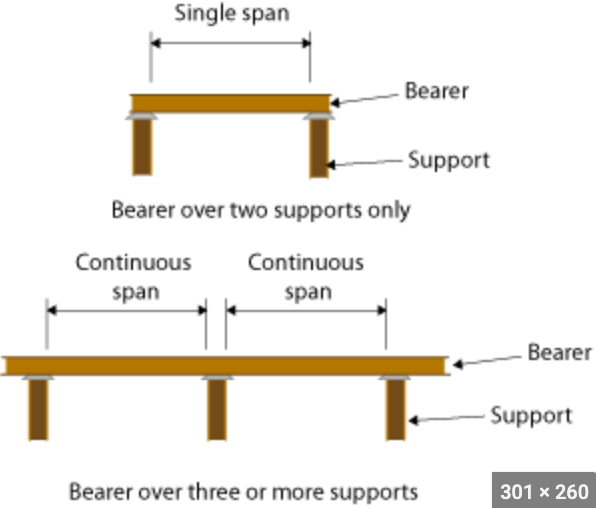 Single span
Bearer
Support
Bearer over two supports only
Continuous
span
Continuous
span
Bearer
Support
Bearer over three or more supports
301 × 260